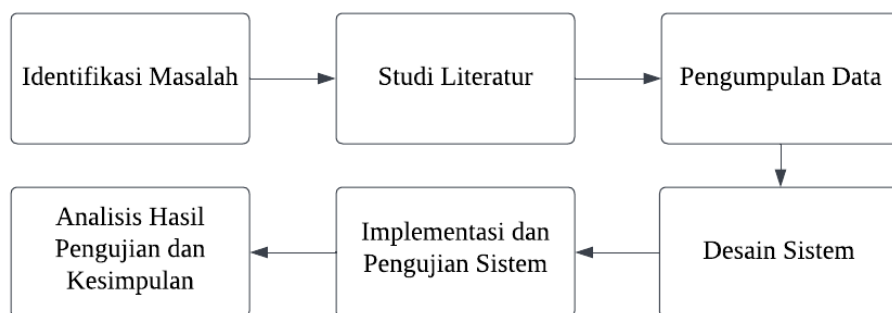 Identifikasi Masalah
Studi Literatur
Pengumpulan Data
Desain Sistem
Implementasi dan
Pengujian Sistem
Analisis Hasil
Pengujian dan
Kesimpulan